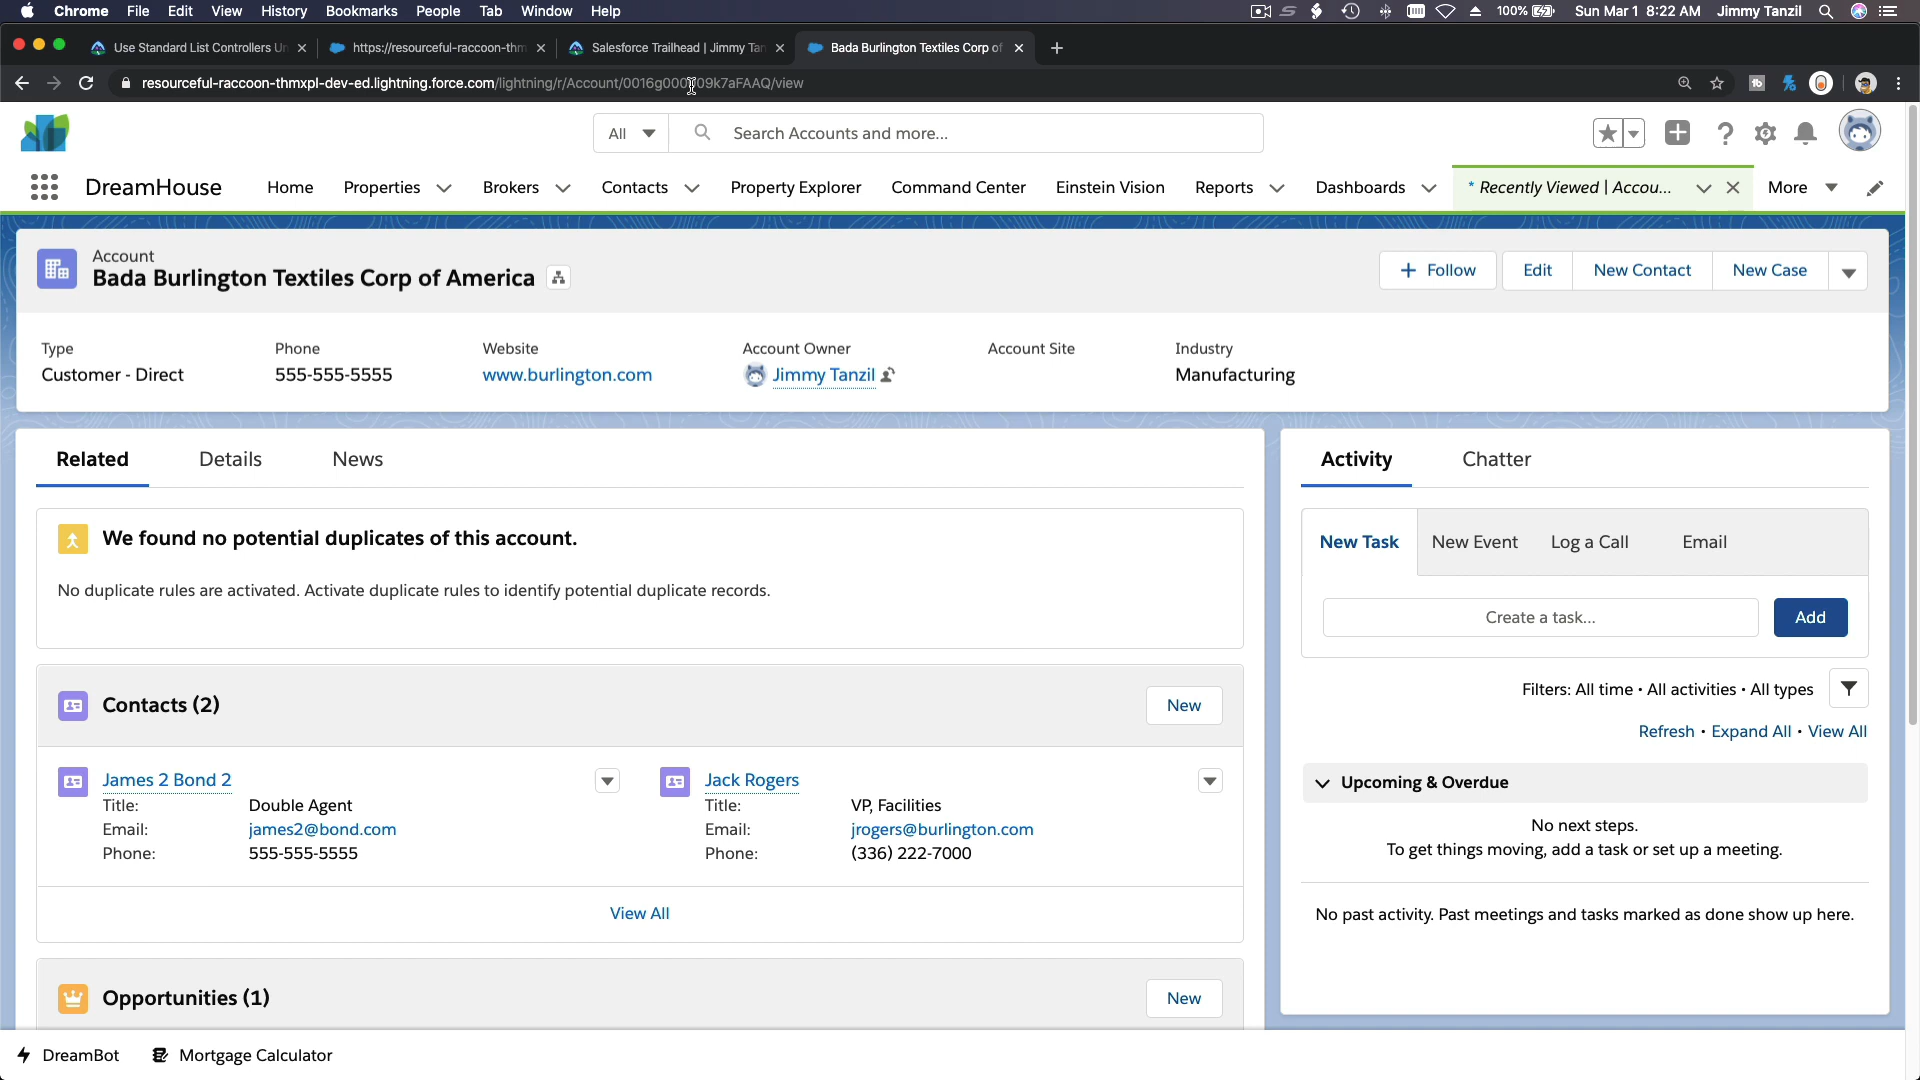 Chrome File Edit View History Bookmarks People Tab Window Help 100% Sun Mar 1 8:22 AM Jimmy Tanzil
Use Standard List Controllers Un https://resourceful-raccoon-thm Salesforce Trailhead | Jimmy Tan Bada Burlington Textiles Corp of
resourceful-raccoon-thmxpl-dev-ed.lightning.force.com/lightning/r/Account/
All Search Accounts and more...
DreamHouse Home Properties Brokers Contacts Property Explorer Command Center Einstein Vision Reports Dashboards * Recently Viewed | Accou... More
Account
Bada Burlington Textiles Corp of America
+ Follow Edit New Contact New Case
Type Phone Website Account Owner Account Site Industry
Customer - Direct 555-555-5555 www.burlington.com Jimmy Tanzil Manufacturing
Related Details News
We found no potential duplicates of this account.
No duplicate rules are activated. Activate duplicate rules to identify potential duplicate records.
Contacts (2) New
James 2 Bond 2 Jack Rogers
Title: Double Agent Title: VP, Facilities
Email: james2@bond.com Email: jrogers@burlington.com
Phone: 555-555-5555 Phone: (336) 222-7000
View All
Opportunities (1) New
Activity Chatter
New Task New Event Log a Call Email
Create a task... Add
Filters: All time • All activities • All types
Refresh • Expand All • View All
Upcoming & Overdue
No next steps.
To get things moving, add a task or set up a meeting.
No past activity. Past meetings and tasks marked as done show up here.
DreamBot Mortgage Calculator